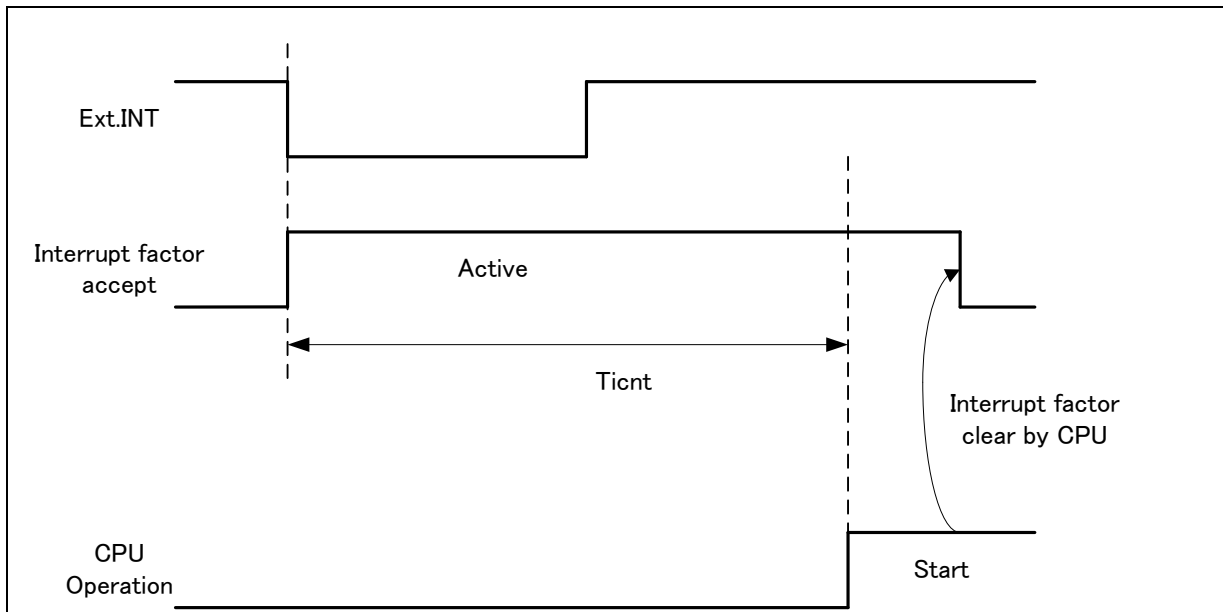 Ext.INT
Interrupt factor
accept
Active
Ticnt
Interrupt factor
clear by CPU
CPU
Operation
Start